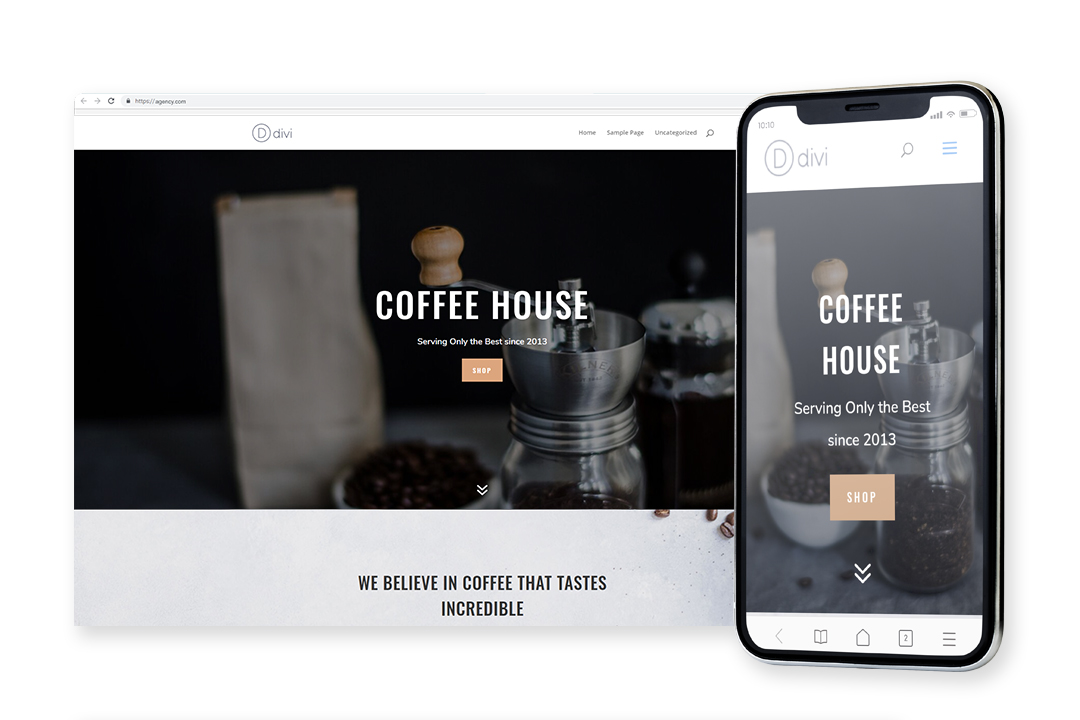 https://agency.com
divi
Home Sample Page Uncategorized
COFFEE HOUSE
Serving Only the Best since 2013
SHOP
WE BELIEVE IN COFFEE THAT TASTES
INCREDIBLE
10:10
divi
COFFEE
HOUSE
Serving Only the Best
since 2013
SHOP
2